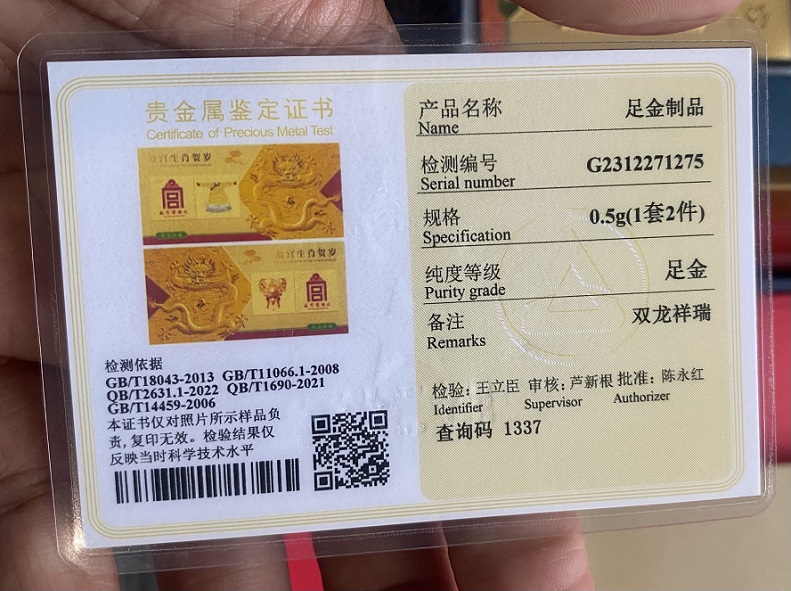 贵金属鉴定证书
Certificate of Precious Metal Test
故宫生肖贺岁
故宫生肖贺岁
检测依据
GB/T18043-2013 GB/T11066.1-2008
QB/T2631.1-2022 QB/T1690-2021
GB/T14459-2006
本证书仅对照片所示样品负
责,复印无效。检验结果仅
反映当时科学技术水平
产品名称 足金制品
Name
检测编号 G2312271275
Serial number
规格 0.5g(1套2件)
Specification
纯度等级 足金
Purity grade
备注 双龙祥瑞
Remarks
检验: 王立臣 审核: 芦新根 批准: 陈永红
Identifier Supervisor Authorizer
查询码 1337